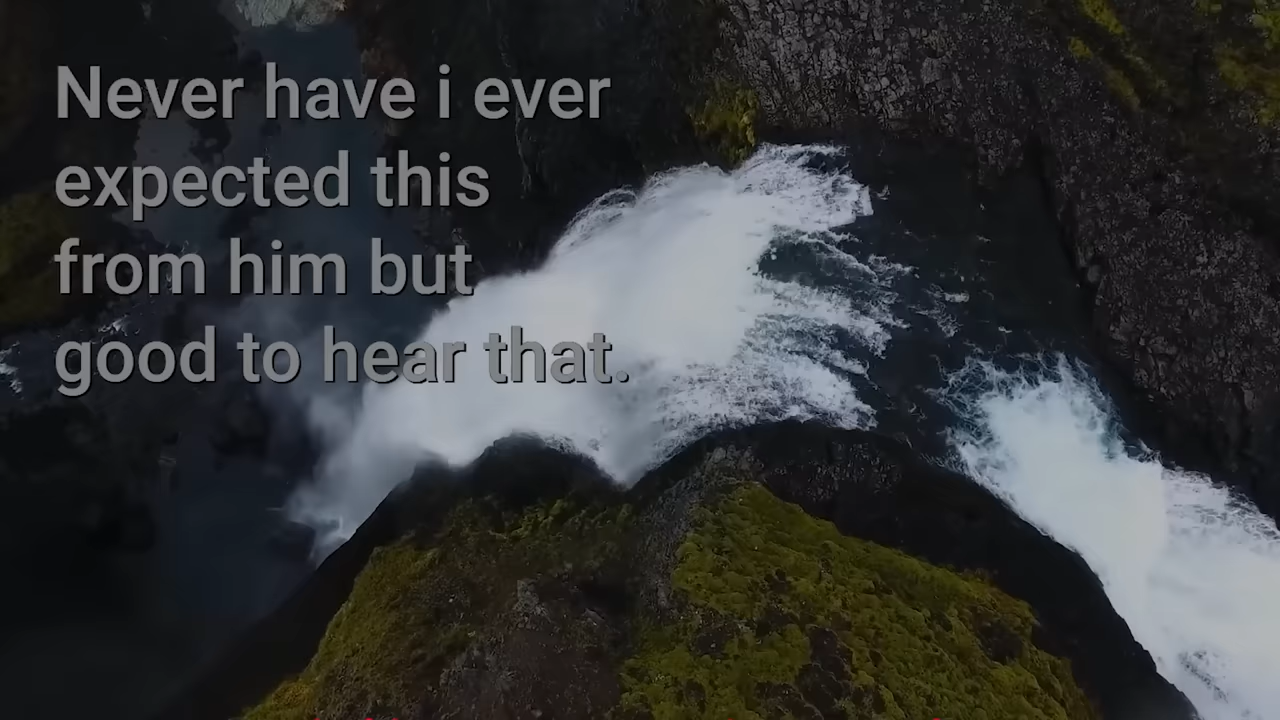 Never have i ever
expected this
from him but
good to hear that.